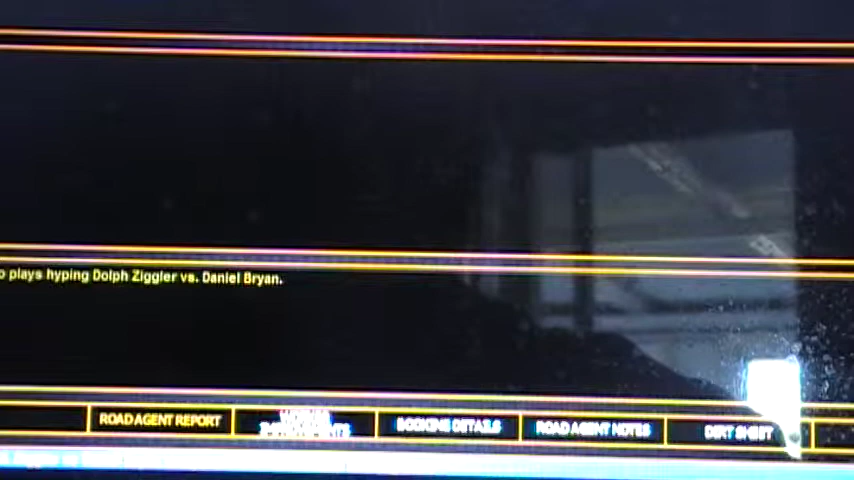 o plays hyping Dolph Ziggler vs. Daniel Bryan.
ROAD AGENT REPORT
BOOKING DETAILS
ROAD AGENT NOTES
DIRT SHEET